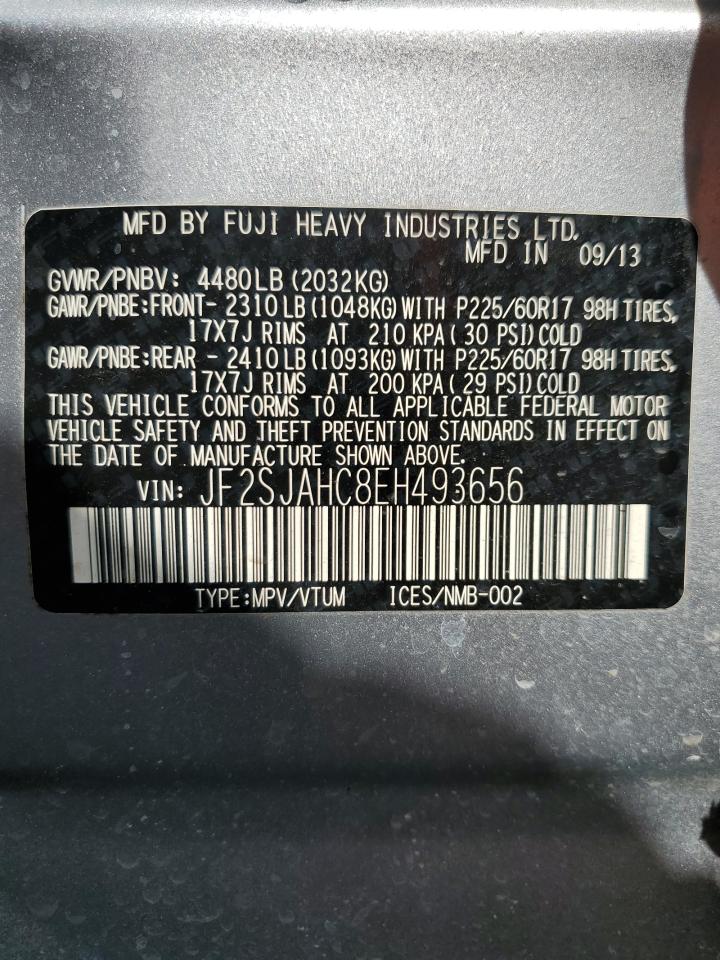 MFD BY FUJI HEAVY INDUSTRIES LTD.
MFD IN 09/13
GVWR/PNBV: 4480LB(2032KG)
GAWR/PNBE:FRONT- 2310LB(1048KG)WITH P225/60R17 98H TIRES,
17X7J RIMS AT 210 KPA( 30 PSI)COLD
GAWR/PNBE:REAR - 2410LB(1093KG)WITH P225/60R17 98H TIRES,
17X7J RIMS AT 200 KPA( 29 PSI)COLD
THIS VEHICLE CONFORMS TO ALL APPLICABLE FEDERAL MOTOR
VEHICLE SAFETY AND THEFT PREVENTION STANDARDS IN EFFECT ON
THE DATE OF MANUFACTURE SHOWN ABOVE.
VIN: JF2SJAHC8EH493656
TYPE:MPV/VTUM ICES/NMB-002